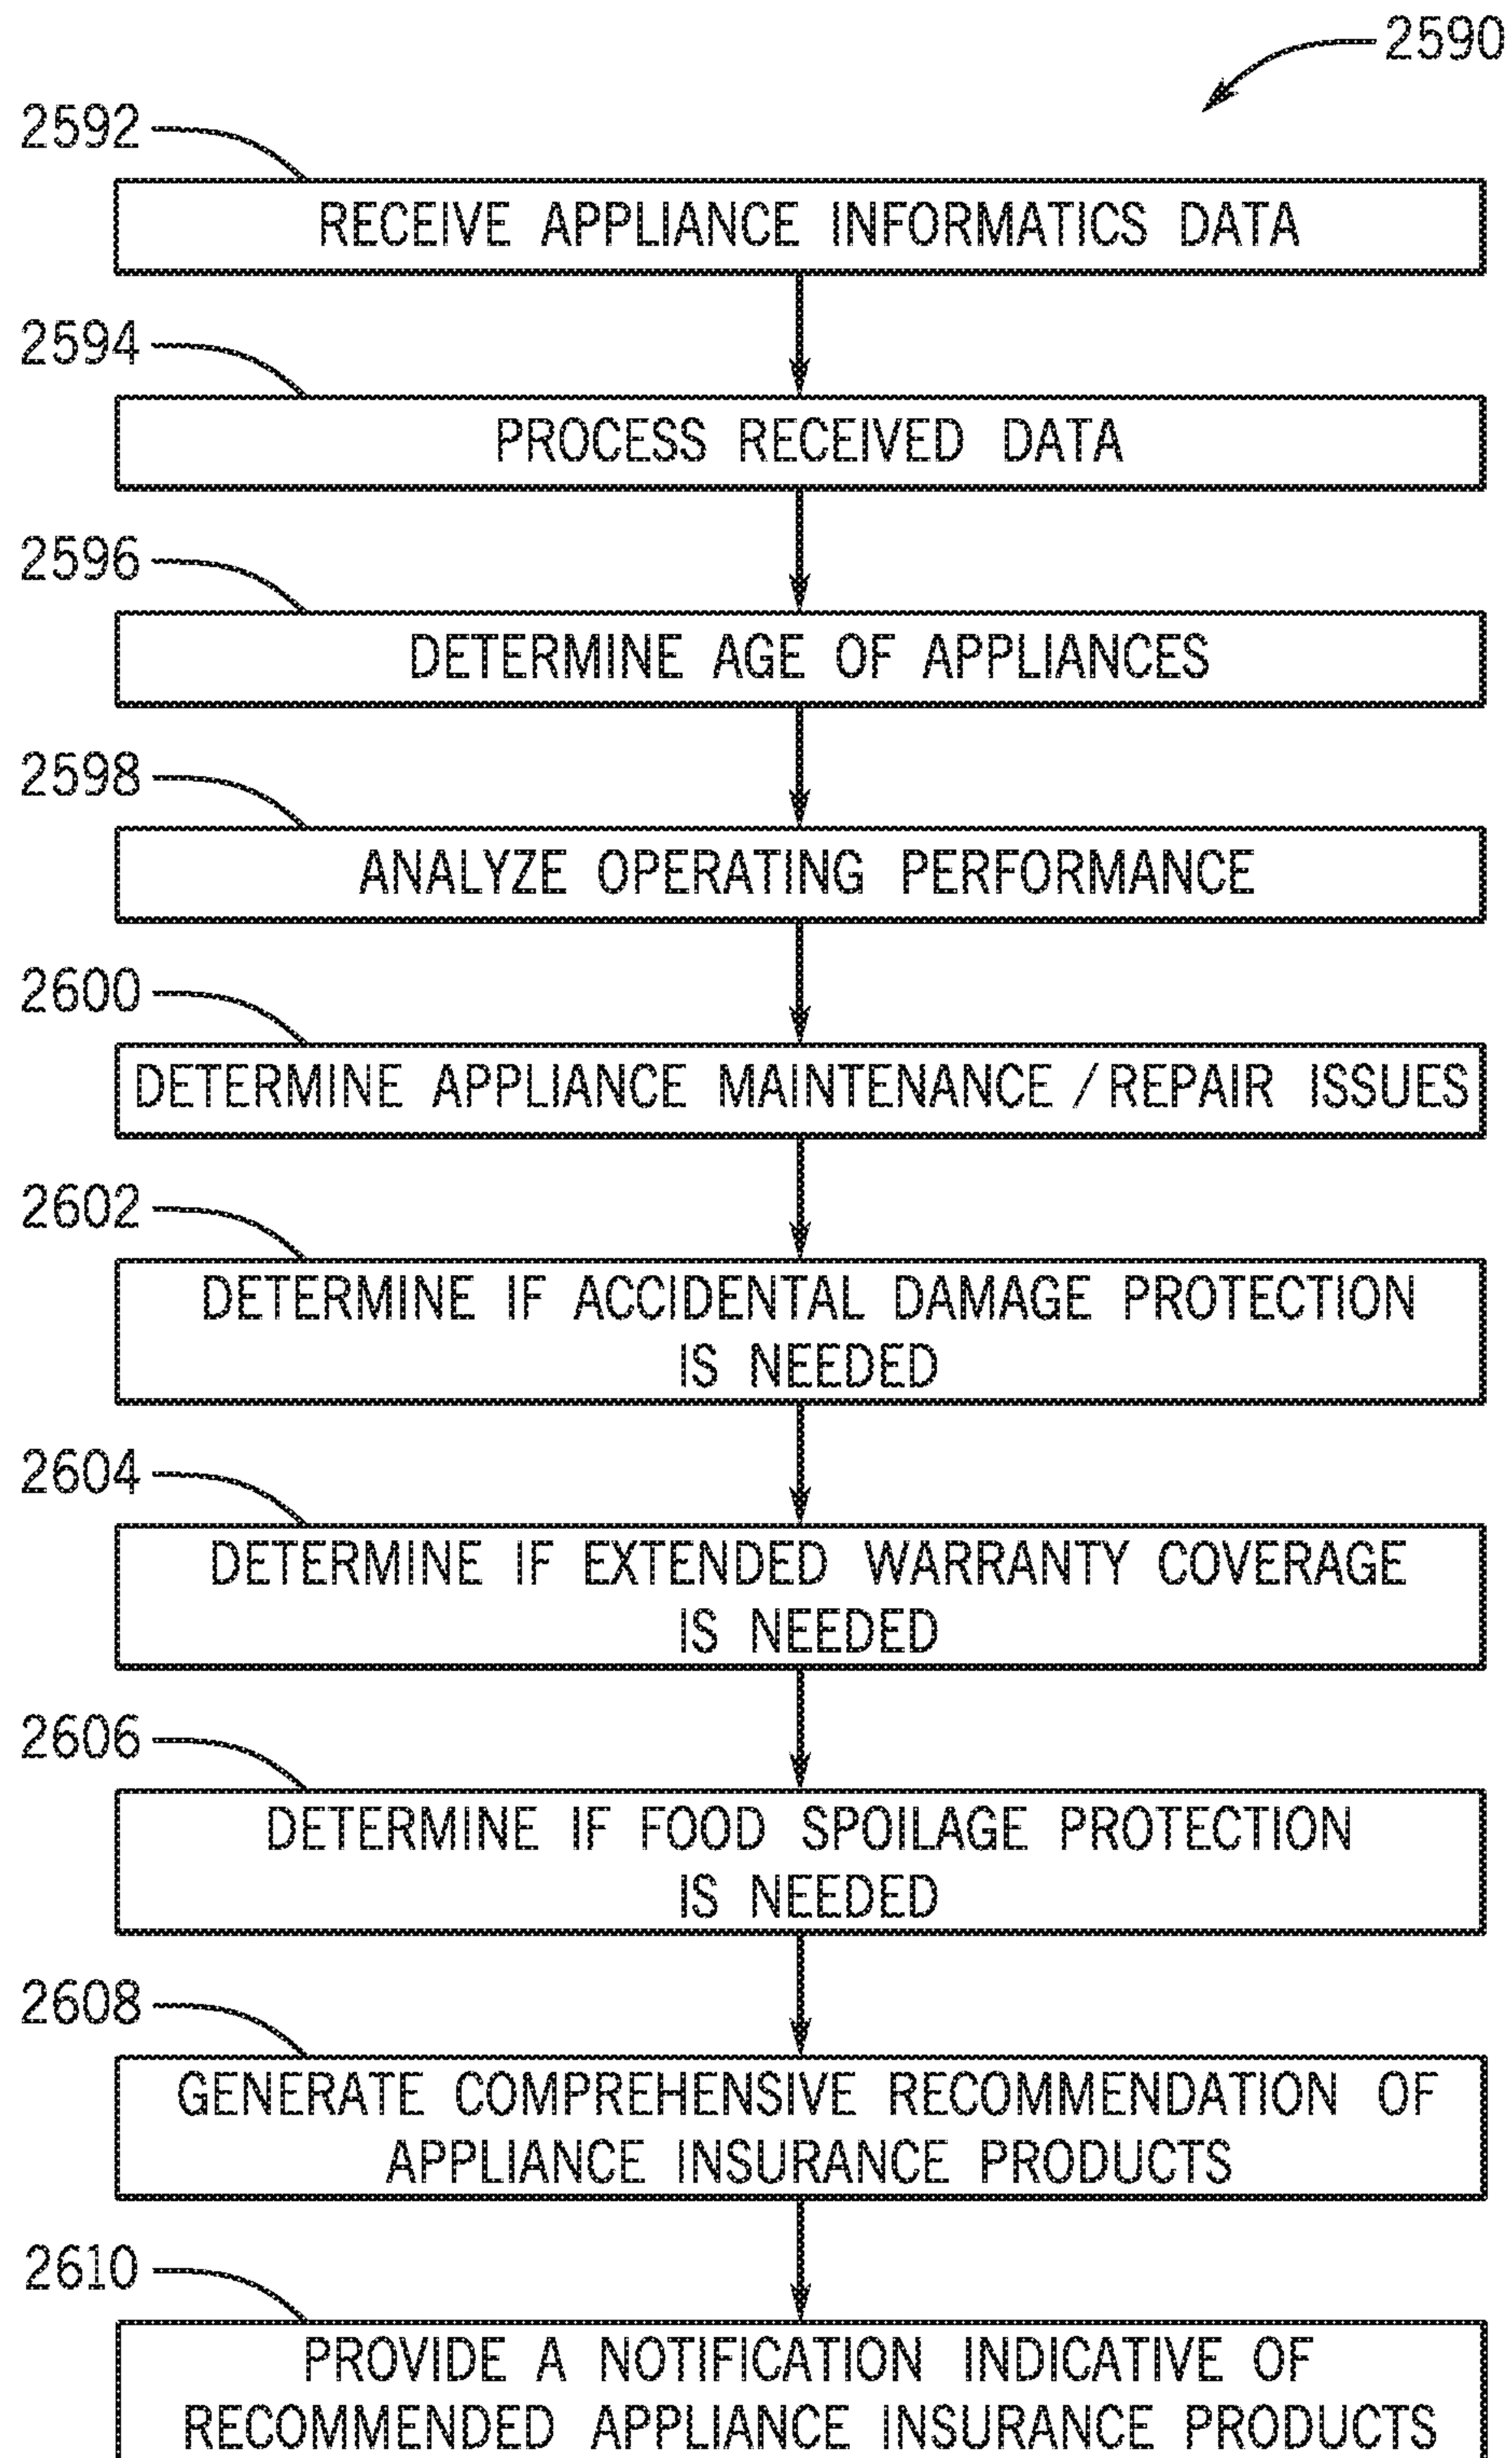 2590
2592
RECEIVE APPLIANCE INFORMATICS DATA
2594
PROCESS RECEIVED DATA
2596
DETERMINE AGE OF APPLIANCES
2598
ANALYZE OPERATING PERFORMANCE
2600
DETERMINE APPLIANCE MAINTENANCE / REPAIR ISSUES
2602
DETERMINE IF ACCIDENTAL DAMAGE PROTECTION
IS NEEDED
2604
DETERMINE IF EXTENDED WARRANTY COVERAGE
IS NEEDED
2606
DETERMINE IF FOOD SPOILAGE PROTECTION
IS NEEDED
2608
GENERATE COMPREHENSIVE RECOMMENDATION OF
APPLIANCE INSURANCE PRODUCTS
2610
PROVIDE A NOTIFICATION INDICATIVE OF
RECOMMENDED APPLIANCE INSURANCE PRODUCTS